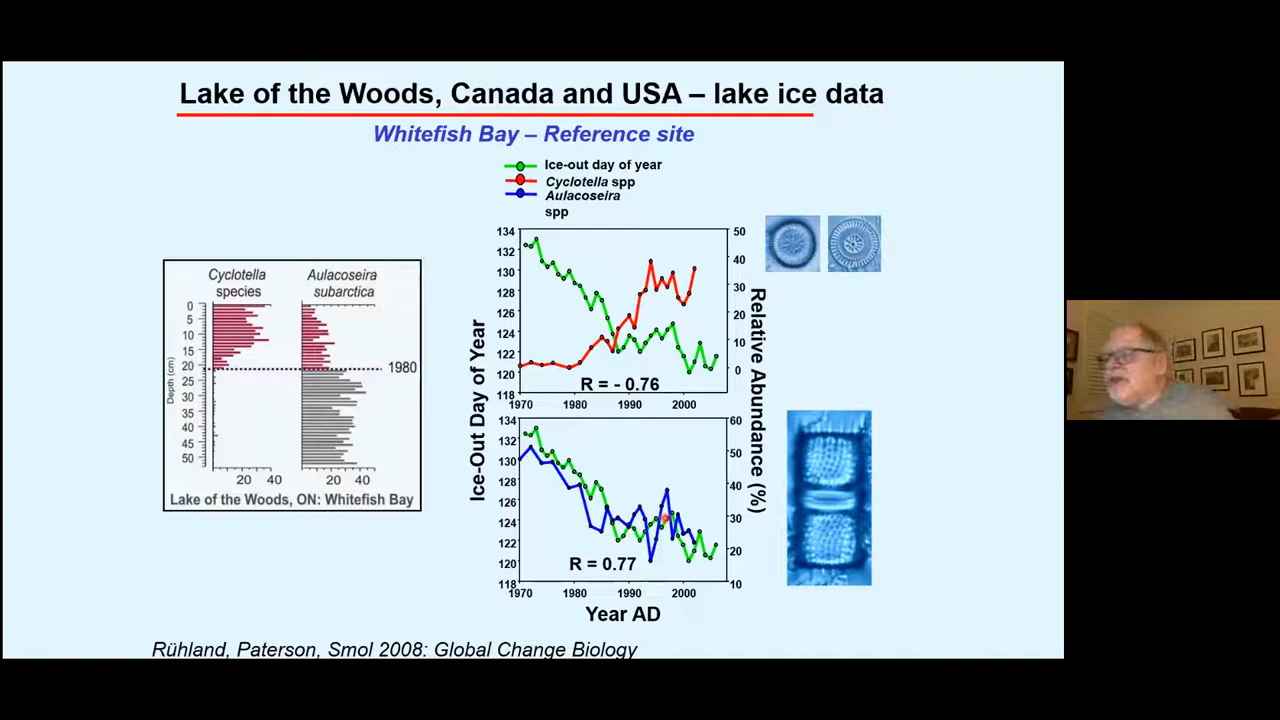 Lake of the Woods, Canada and USA – lake ice data
Whitefish Bay – Reference site
Ice-out day of year
Cyclotella spp
Aulacoseira
spp
Cyclotella
species
Aulacoseira
subarctica
0
5
10
15
20
25
30
35
40
45
50
Depth (cm)
1980
20 40
20 40
Lake of the Woods, ON: Whitefish Bay
Ice-Out Day of Year
134
132
130
128
126
124
122
120
118
50
40
30
20
10
0
R = - 0.76
1970 1980 1990 2000
134
132
130
128
126
124
122
120
118
60
50
40
30
20
10
R = 0.77
1970 1980 1990 2000
Relative Abundance (%)
Year AD
Rühland, Paterson, Smol 2008: Global Change Biology